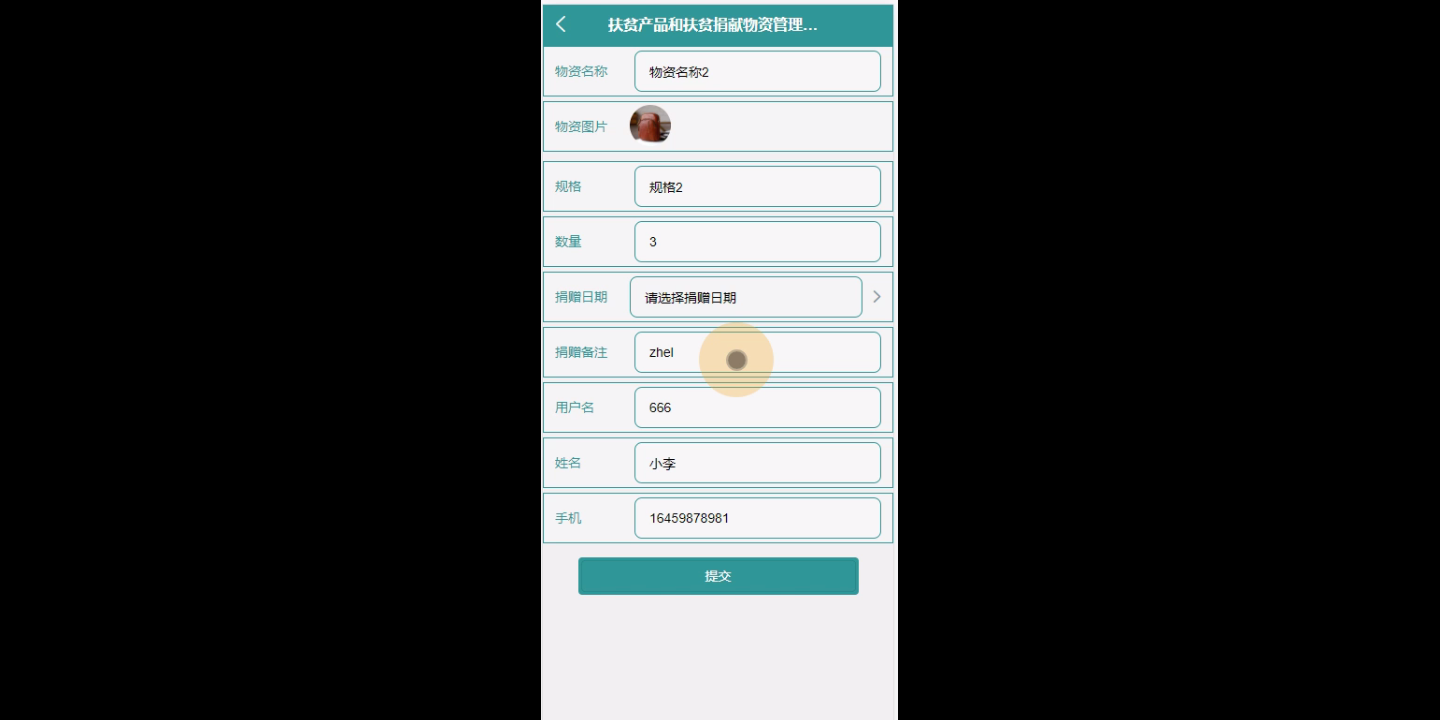 扶贫产品和扶贫捐献物资管理...
物资名称 物资名称2
物资图片
规格 规格2
数量 3
捐赠日期 请选择捐赠日期
捐赠备注 zhel
用户名 666
姓名 小李
手机 16459878981
提交